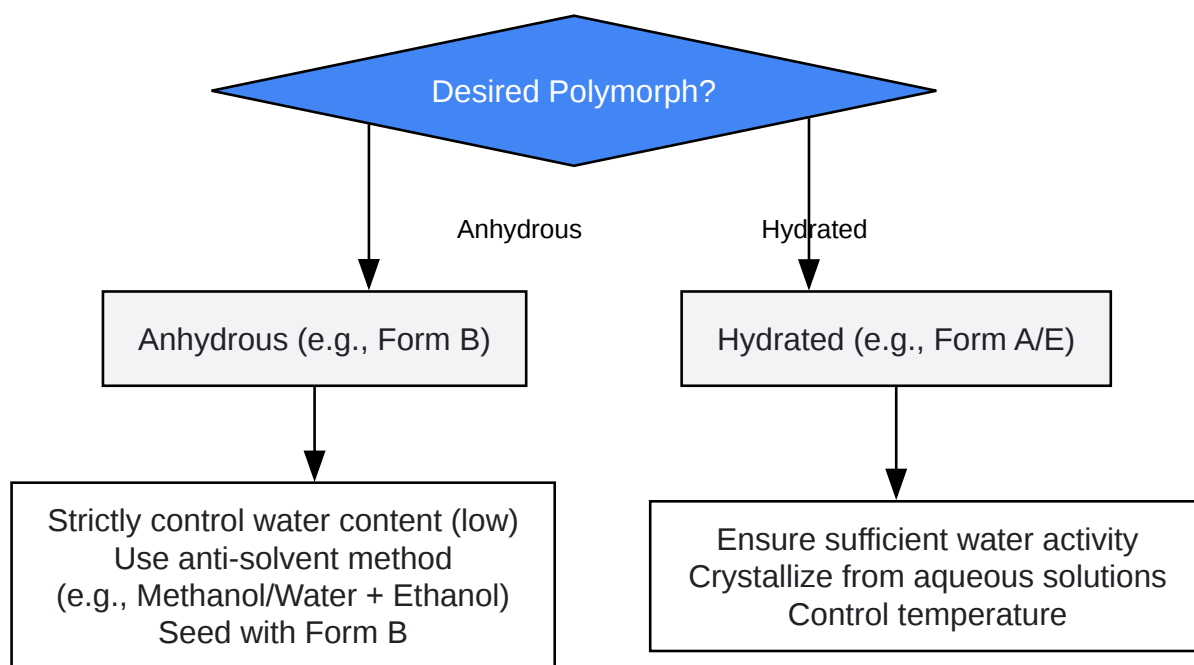 Desired Polymorph?
Anhydrous
Hydrated
Anhydrous (e.g., Form B)
Hydrated (e.g., Form A/E)
Strictly control water content (low)
Use anti-solvent method
(e.g., Methanol/Water + Ethanol)
Seed with Form B
Ensure sufficient water activity
Crystallize from aqueous solutions
Control temperature